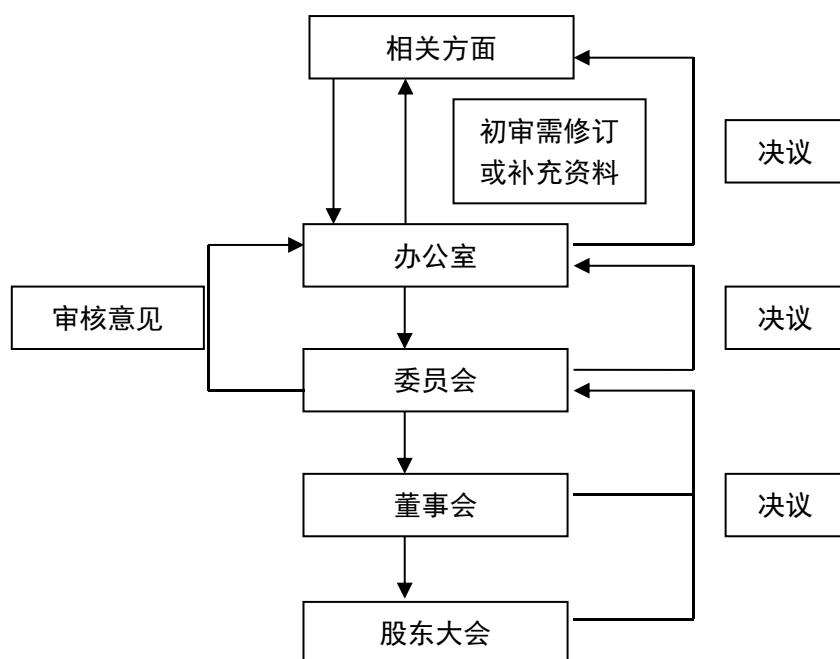 相关方面
初审需修订
或补充资料
决议
办公室
审核意见
决议
委员会
董事会
决议
股东大会